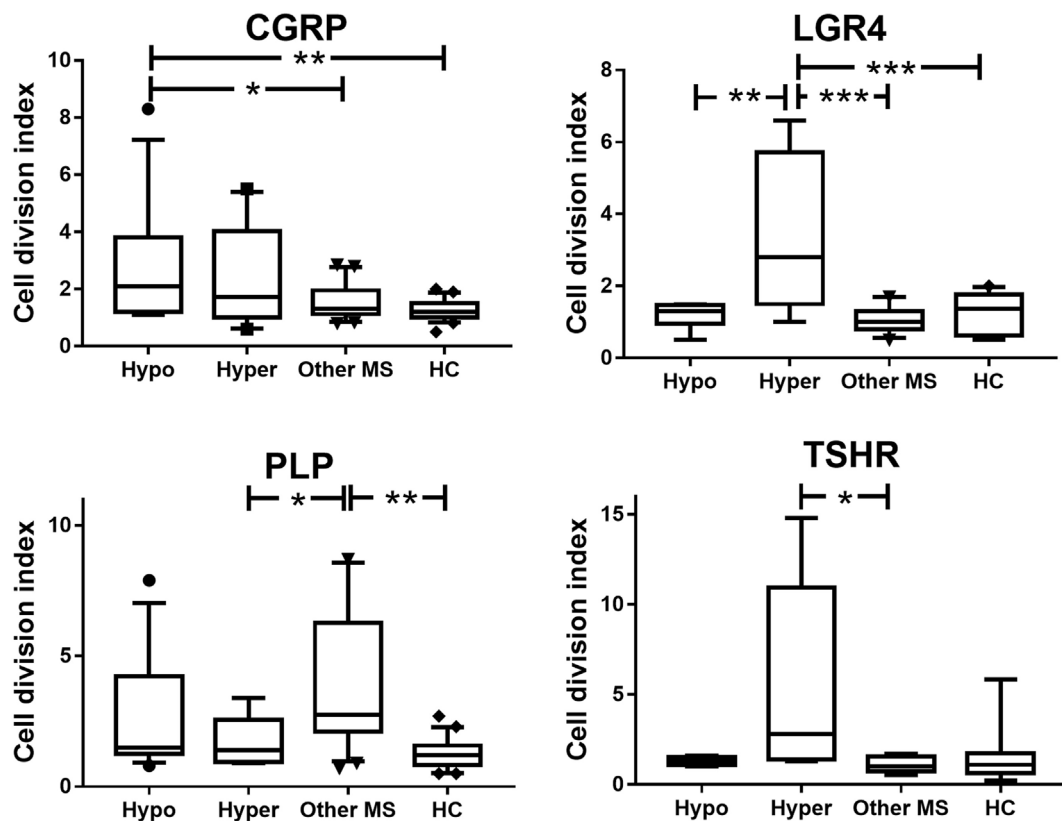 CGRP
**
*
Cell division index
10
8
6
4
2
0
Hypo Hyper Other MS HC
LGR4
***
** ***
Cell division index
8
6
4
2
0
Hypo Hyper Other MS HC
PLP
* **
Cell division index
10
5
0
Hypo Hyper Other MS HC
TSHR
*
Cell division index
15
10
5
0
Hypo Hyper Other MS HC